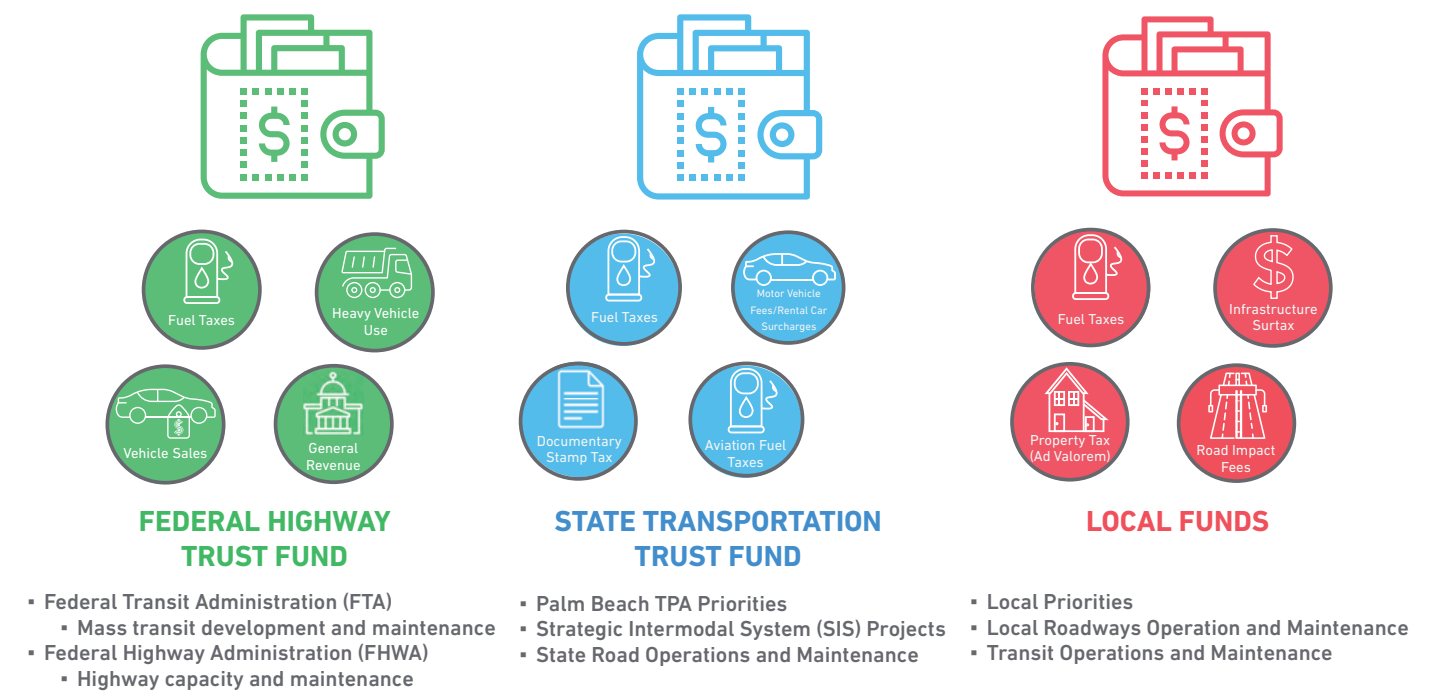 $
Fuel Taxes
Heavy Vehicle
Use
$
Vehicle Sales
General
Revenue
FEDERAL HIGHWAY
TRUST FUND
▪ Federal Transit Administration (FTA)
▪ Mass transit development and maintenance
▪ Federal Highway Administration (FHWA)
▪ Highway capacity and maintenance
$
Fuel Taxes
Motor Vehicle
Fees/Rental Car
Surcharges
Documentary
Stamp Tax
Aviation Fuel
Taxes
STATE TRANSPORTATION
TRUST FUND
▪ Palm Beach TPA Priorities
▪ Strategic Intermodal System (SIS) Projects
▪ State Road Operations and Maintenance
$
Fuel Taxes
$
Infrastructure
Surtax
Property Tax
(Ad Valorem)
Road Impact
Fees
LOCAL FUNDS
▪ Local Priorities
▪ Local Roadways Operation and Maintenance
▪ Transit Operations and Maintenance